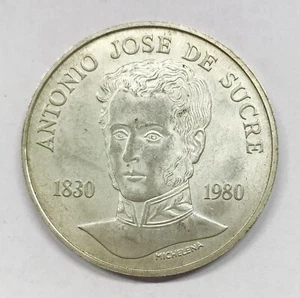 ANTONIO JOSE DE SUCRE
1830 1980
MICHELENA